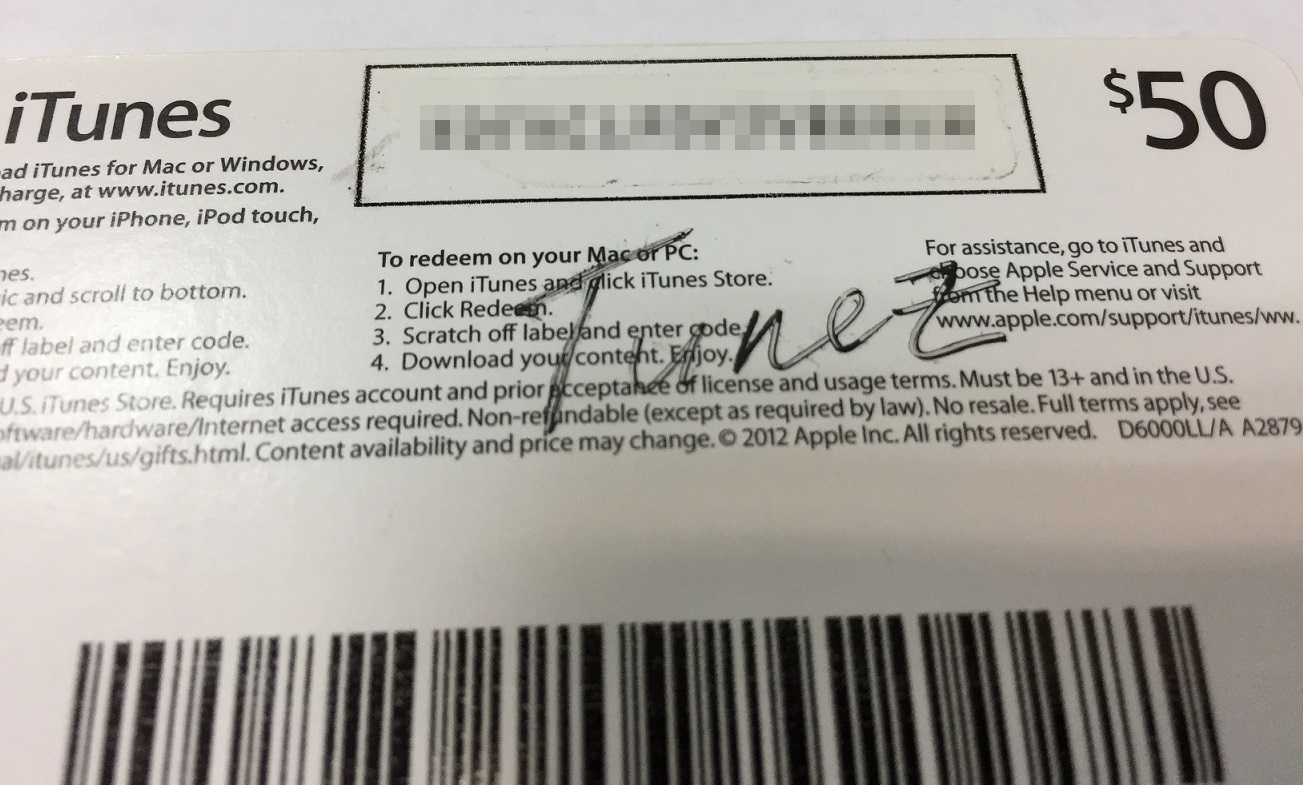 iTunes
$50
ad iTunes for Mac or Windows,
harge, at www.itunes.com.
m on your iPhone, iPod touch,
nes.
ic and scroll to bottom.
eem.
ff label and enter code.
d your content. Enjoy.
To redeem on your Mac or PC:
1. Open iTunes and click iTunes Store.
2. Click Redeem.
3. Scratch off label and enter code.
4. Download your content. Enjoy.
Tunez
For assistance, go to iTunes and
choose Apple Service and Support
from the Help menu or visit
www.apple.com/support/itunes/ww.
U.S. iTunes Store. Requires iTunes account and prior acceptance of license and usage terms. Must be 13+ and in the U.S.
oftware/hardware/Internet access required. Non-refundable (except as required by law). No resale. Full terms apply, see
al/itunes/us/gifts.html. Content availability and price may change. © 2012 Apple Inc. All rights reserved. D6000LL/A A2879